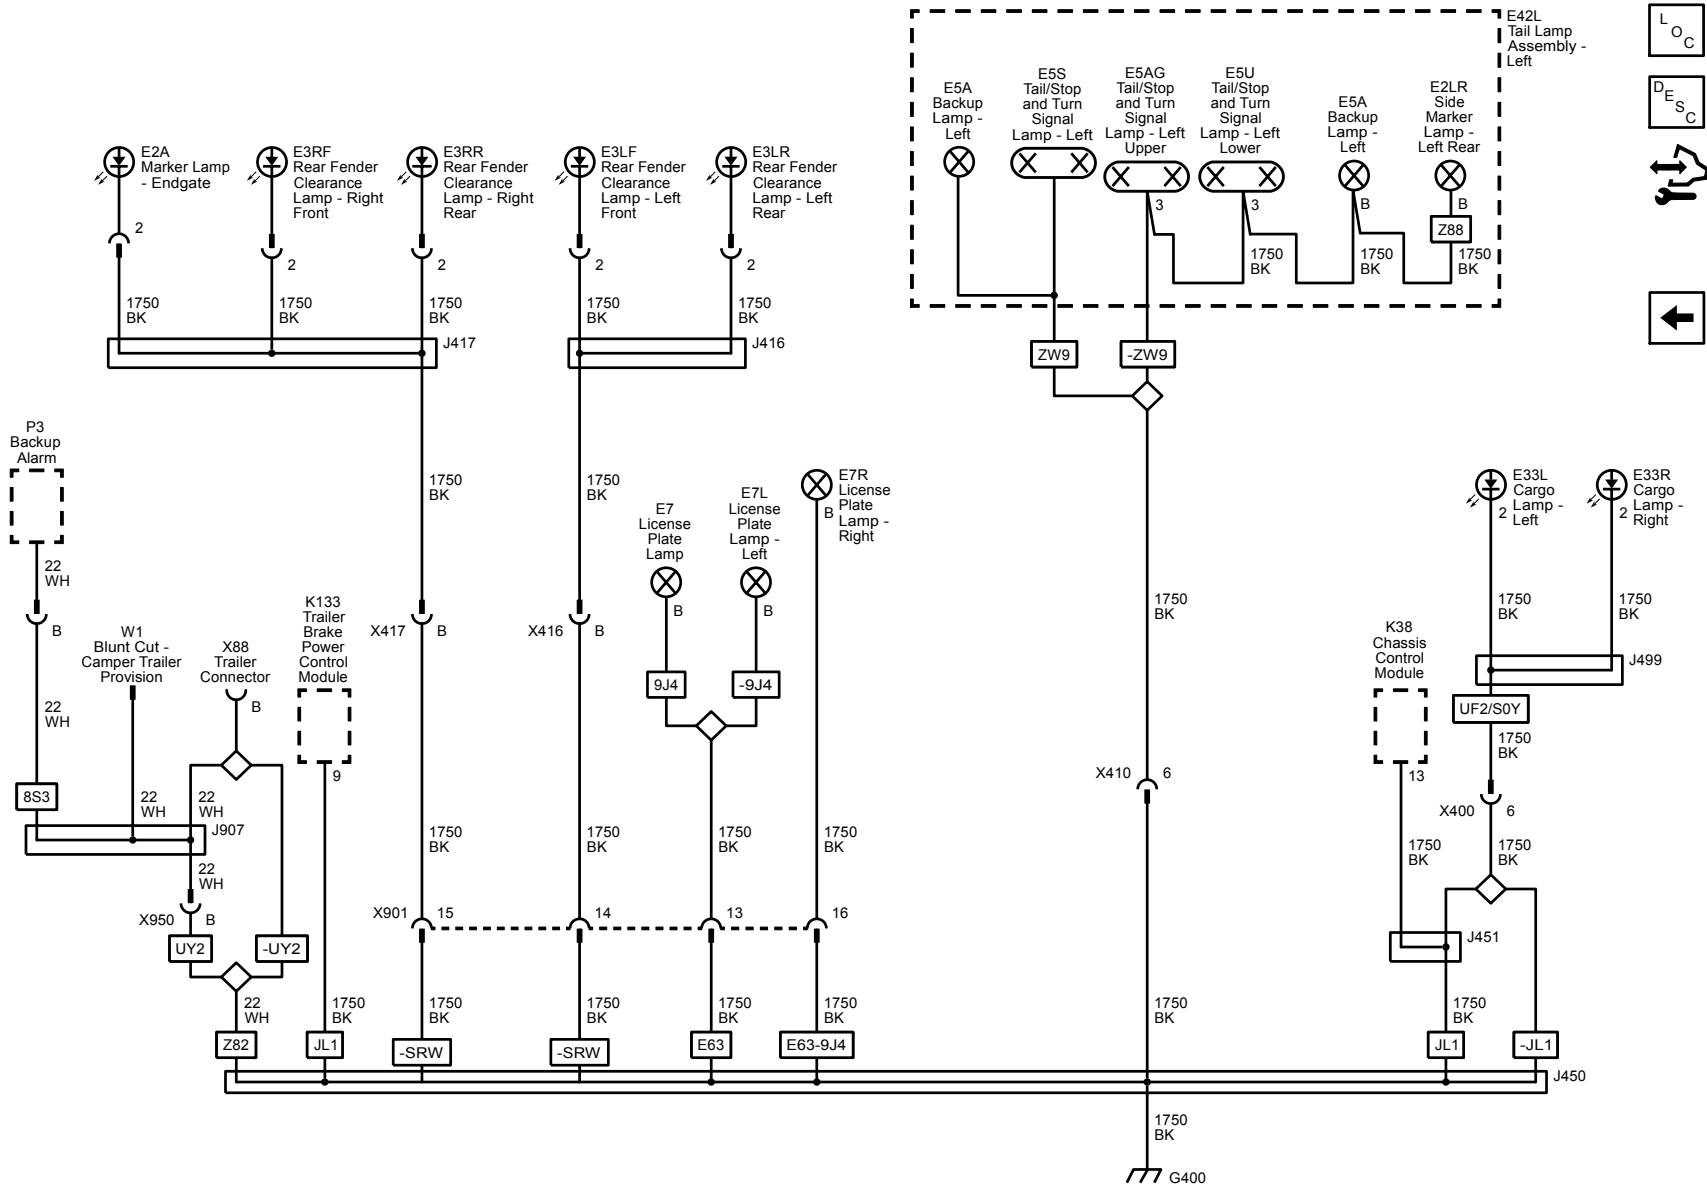 E42L
Tail Lamp
Assembly -
Left
L
O
C
D
E
S
C
E5A
Backup
Lamp -
Left
E5S
Tail/Stop
and Turn
Signal
Lamp - Left
E5AG
Tail/Stop
and Turn
Signal
Lamp - Left
Upper
E5U
Tail/Stop
and Turn
Signal
Lamp - Left
Lower
E5A
Backup
Lamp -
Left
E2LR
Side
Marker
Lamp -
Left Rear
3
3
B
B
Z88
1750
BK
1750
BK
1750
BK
E2A
Marker Lamp
- Endgate
E3RF
Rear Fender
Clearance
Lamp - Right
Front
E3RR
Rear Fender
Clearance
Lamp - Right
Rear
E3LF
Rear Fender
Clearance
Lamp - Left
Front
E3LR
Rear Fender
Clearance
Lamp - Left
Rear
2
2
2
2
2
1750
BK
1750
BK
1750
BK
1750
BK
1750
BK
J417
J416
ZW9
-ZW9
P3
Backup
Alarm
22
WH
B
22
WH
8S3
W1
Blunt Cut -
Camper Trailer
Provision
22
WH
X88
Trailer
Connector
B
22
WH
J907
22
WH
X950
B
UY2
-UY2
22
WH
Z82
K133
Trailer
Brake
Power
Control
Module
9
1750
BK
JL1
1750
BK
X417
B
1750
BK
X901
15
1750
BK
-SRW
1750
BK
X416
B
1750
BK
14
1750
BK
-SRW
E7
License
Plate
Lamp
B
9J4
E7L
License
Plate
Lamp -
Left
B
-9J4
1750
BK
13
1750
BK
E63
E7R
License
Plate
Lamp -
Right
B
1750
BK
16
1750
BK
E63-9J4
1750
BK
X410
6
1750
BK
E33L
Cargo
Lamp -
Left
2
E33R
Cargo
Lamp -
Right
2
1750
BK
1750
BK
J499
UF2/S0Y
1750
BK
X400
6
1750
BK
K38
Chassis
Control
Module
13
1750
BK
J451
1750
BK
JL1
-JL1
J450
1750
BK
G400